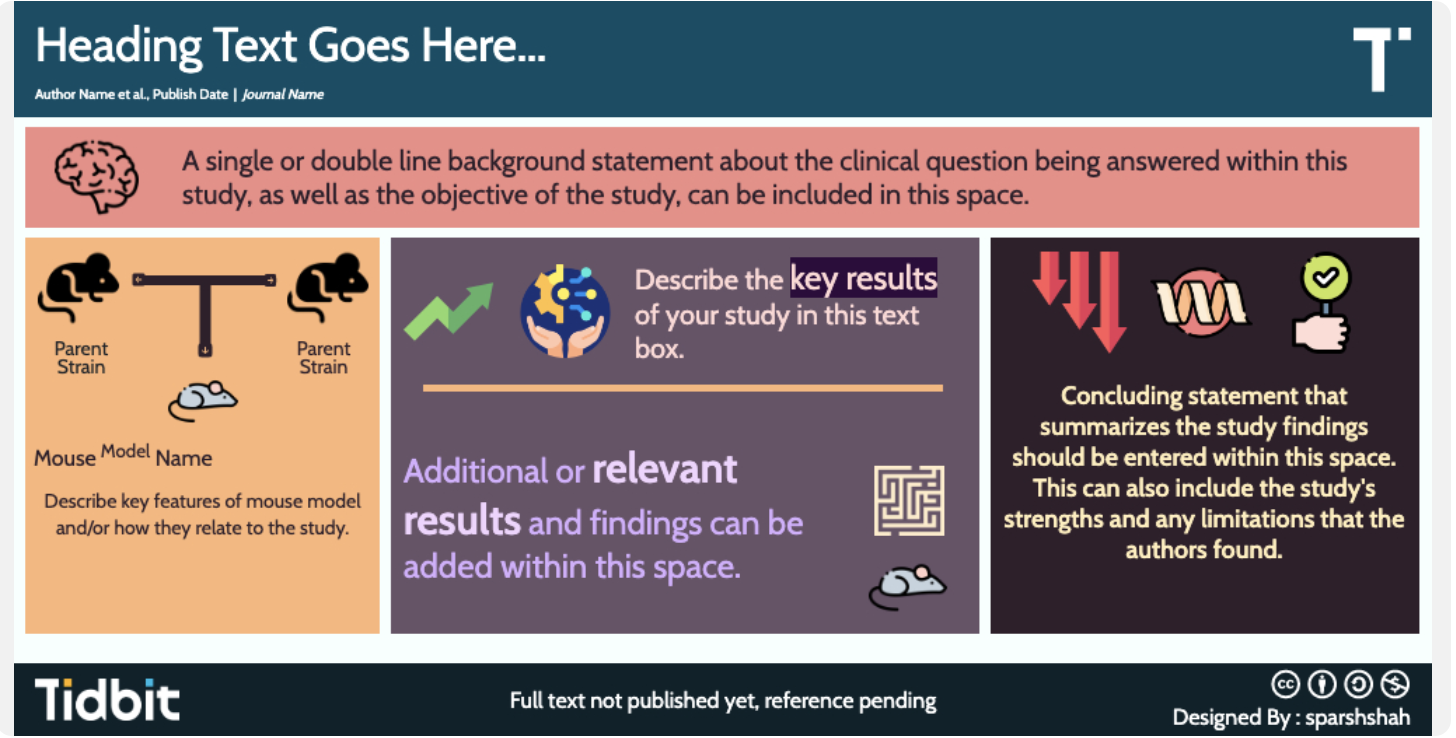 Heading Text Goes Here...
T
Author Name et al., Publish Date | Journal Name
A single or double line background statement about the clinical question being answered within this
study, as well as the objective of the study, can be included in this space.
Parent
Strain
Parent
Strain
Mouse Model Name
Describe key features of mouse model
and/or how they relate to the study.
Describe the key results
of your study in this text
box.
Additional or relevant
results and findings can be
added within this space.
Concluding statement that
summarizes the study findings
should be entered within this space.
This can also include the study's
strengths and any limitations that the
authors found.
Tidbit
Full text not published yet, reference pending
cc
Designed By : sparshshah